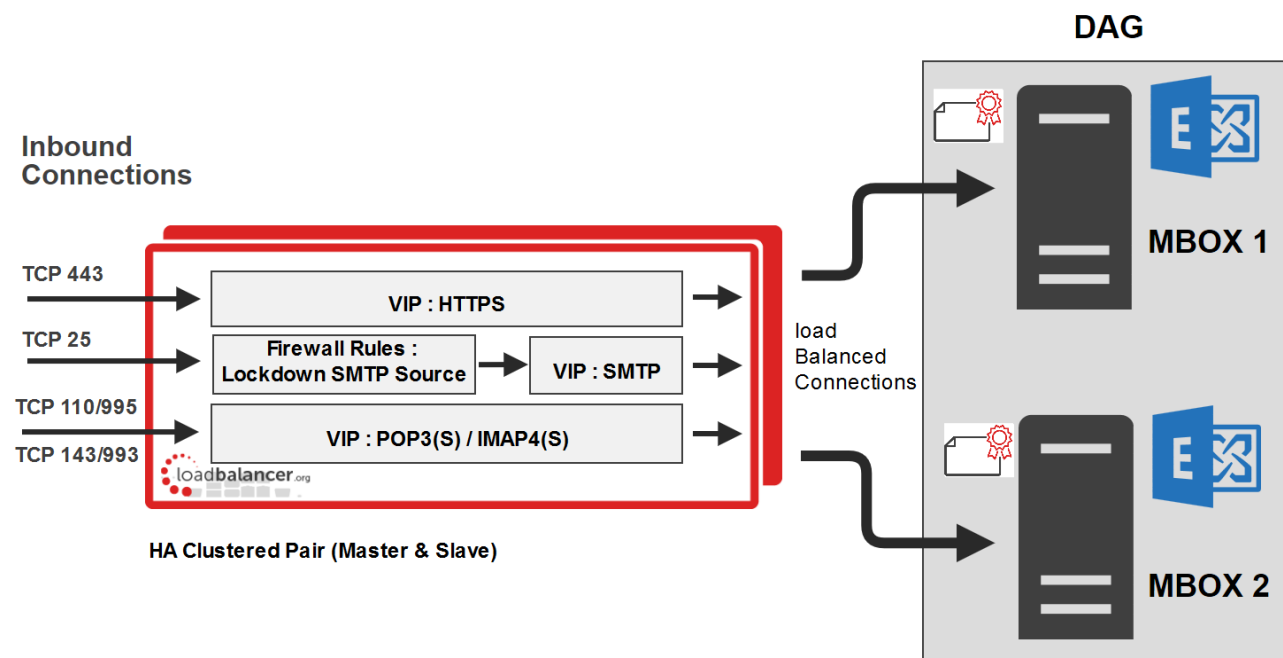 DAG
Inbound
Connections
MBOX 1
TCP 443
VIP : HTTPS
TCP 25
Firewall Rules :
Lockdown SMTP Source
VIP : SMTP
load
Balanced
Connections
TCP 110/995
VIP : POP3(S) / IMAP4(S)
TCP 143/993
loadbalancer.org
HA Clustered Pair (Master & Slave)
MBOX 2
E
E